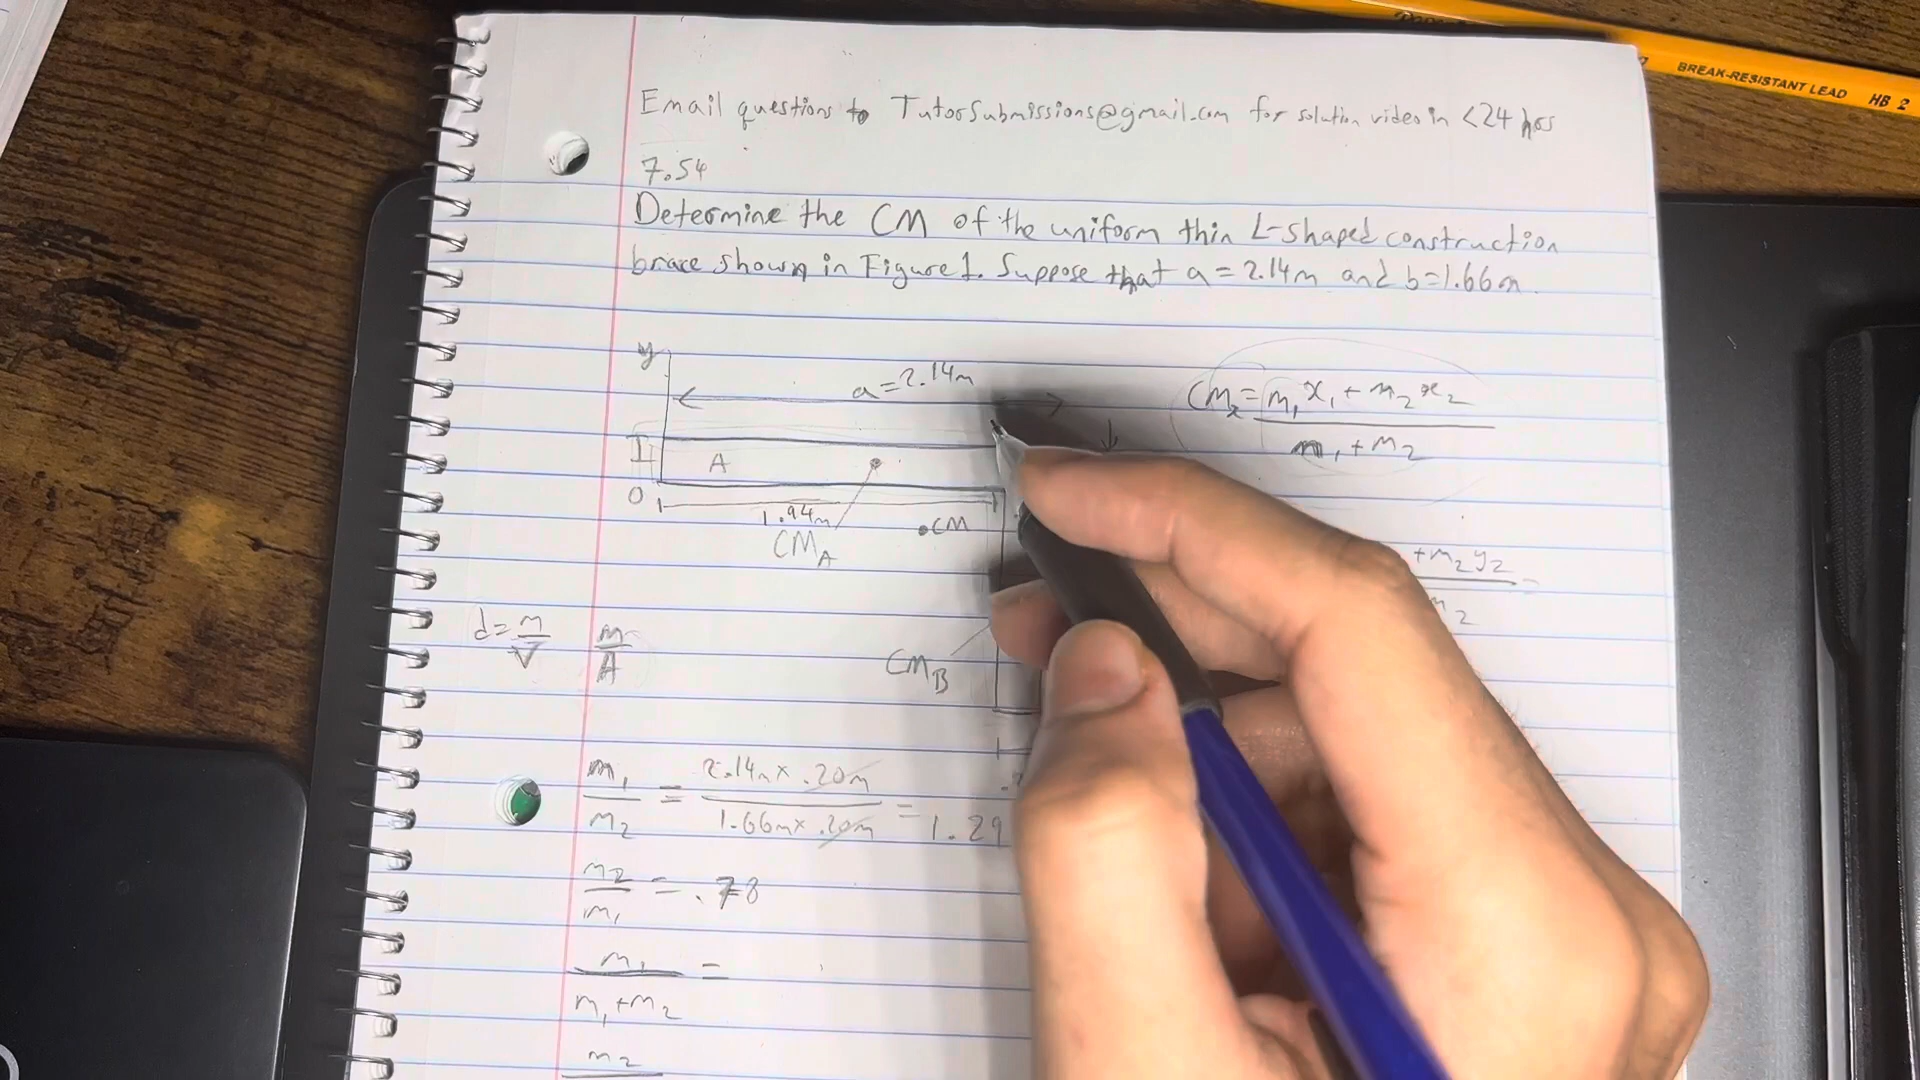 BREAK-RESISTANT LEAD HB 2
Email questions to TutorSubmissions@gmail.com for solution video in <24 hrs
7.54
Determine the CM of the uniform thin L-shaped construction
brace shown in Figure 1. Suppose that a = 2.14m and b=1.66m.
y
a=2.14m
CMx = m1x1 + m2x2
m1 + m2
A
O
1.94m
•CM
CMA
+m2y2
m2
d = m
V
m
A
CMB
m1
m2
= 2.14m x .20m
1.66m x .20m
= 1.29
m2
m1
= .78
m1
m1 + m2
=
m2